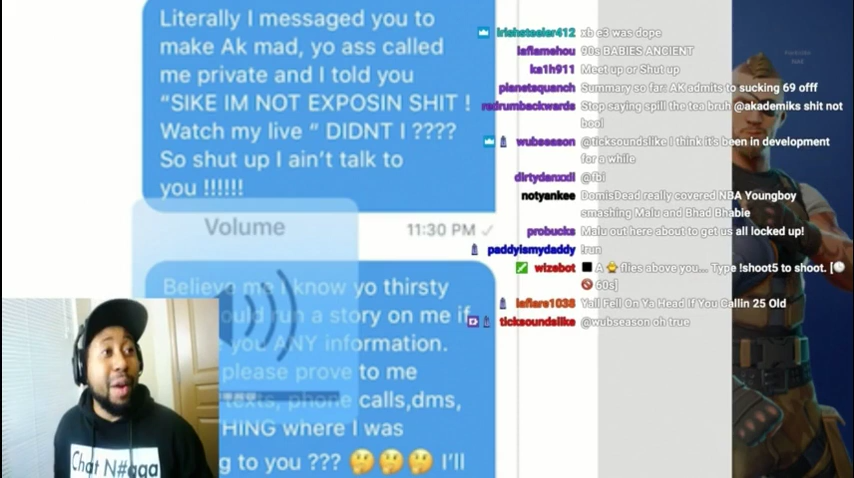 Literally I messaged you to
make Ak mad, yo ass called
me private and I told you
“SIKE IM NOT EXPOSIN SHIT !
Watch my live “ DIDNT I ????
So shut up I ain’t talk to
you !!!!!!
11:30 PM ✓
Volume
Believe me I know yo thirsty
ould run a story on me if
you ANY information.
please prove to me
texts, phone calls,dms,
HING where I was
g to you ??? 🤔🤔🤔 I’ll
Chat N#gga
irishsteeler412 xb e3 was dope
laflamehou 90s BABIES ANCIENT
ka1h911 Meet up or Shut up
planetsquanch Summary so far: AK admits to sucking 69 offf
redrumbackwards Stop saying spill the tea bruh @akademiks shit not
bool
wubseason @ticksoundslike I think it's been in development
for a while
dirtydanxxii @fbi
notyankee DomisDead really covered NBA Youngboy
smashing Malu and Bhad Bhabie
probucks Malu out here about to get us all locked up!
paddyismydaddy !run
wizebot A flies above you... Type !shoot5 to shoot. [
60s]
laflare1038 Yall Fell On Ya Head If You Callin 25 Old
ticksoundslike @wubseason oh true